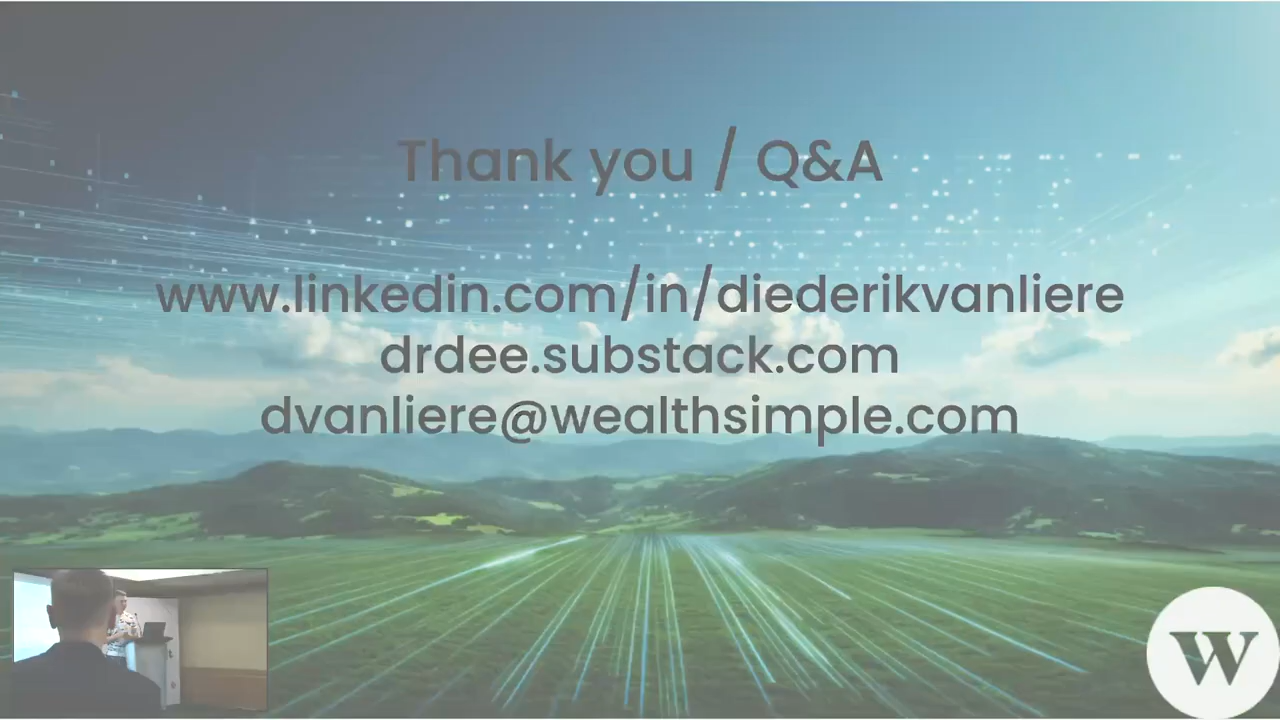 Thank you / Q&A
www.linkedin.com/in/diederikvanliere
drdee.substack.com
dvanliere@wealthsimple.com
W